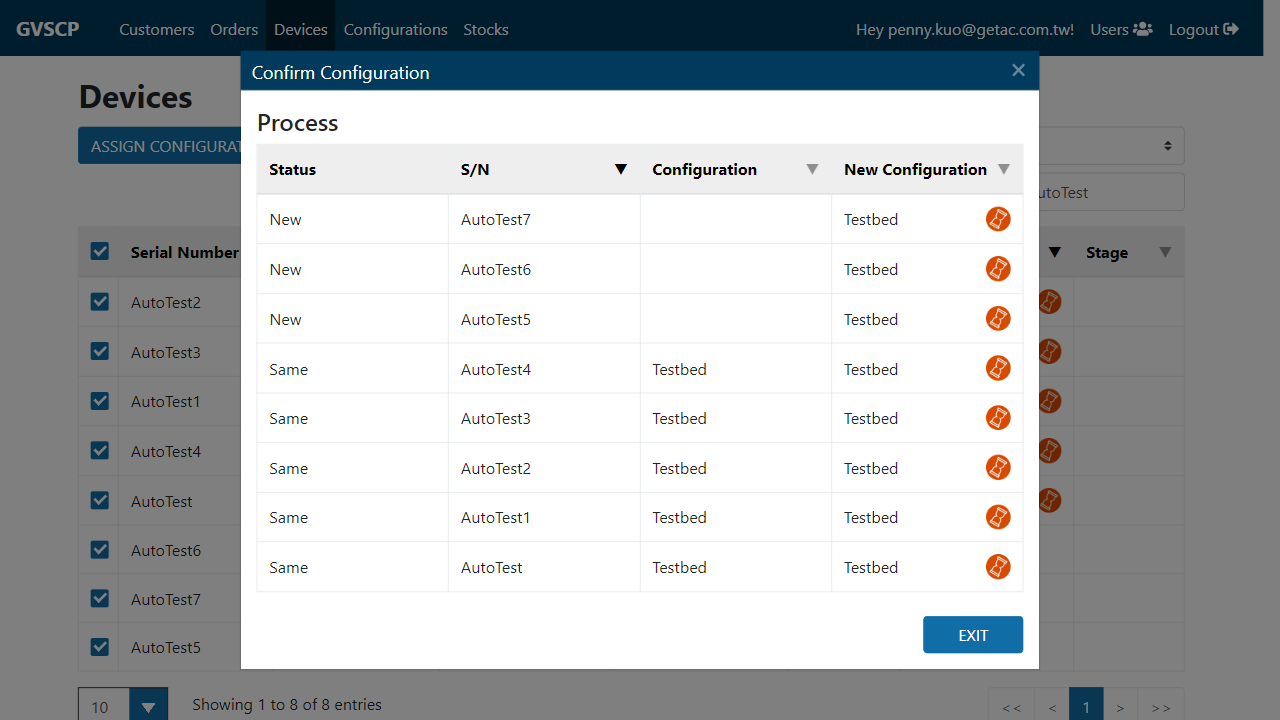 GVSCP Customers Orders Devices Configurations Stocks Hey penny.kuo@getac.com.tw! Users Logout
Confirm Configuration ×
Devices
Process
ASSIGN CONFIGURAT
Status S/N Configuration New Configuration
New AutoTest7 Testbed
New AutoTest6 Testbed
New AutoTest5 Testbed
Same AutoTest4 Testbed Testbed
Same AutoTest3 Testbed Testbed
Same AutoTest2 Testbed Testbed
Same AutoTest1 Testbed Testbed
Same AutoTest Testbed Testbed
EXIT
utoTest
Serial Number Stage
AutoTest2
AutoTest3
AutoTest1
AutoTest4
AutoTest
AutoTest6
AutoTest7
AutoTest5
10 Showing 1 to 8 of 8 entries << < 1 > >>